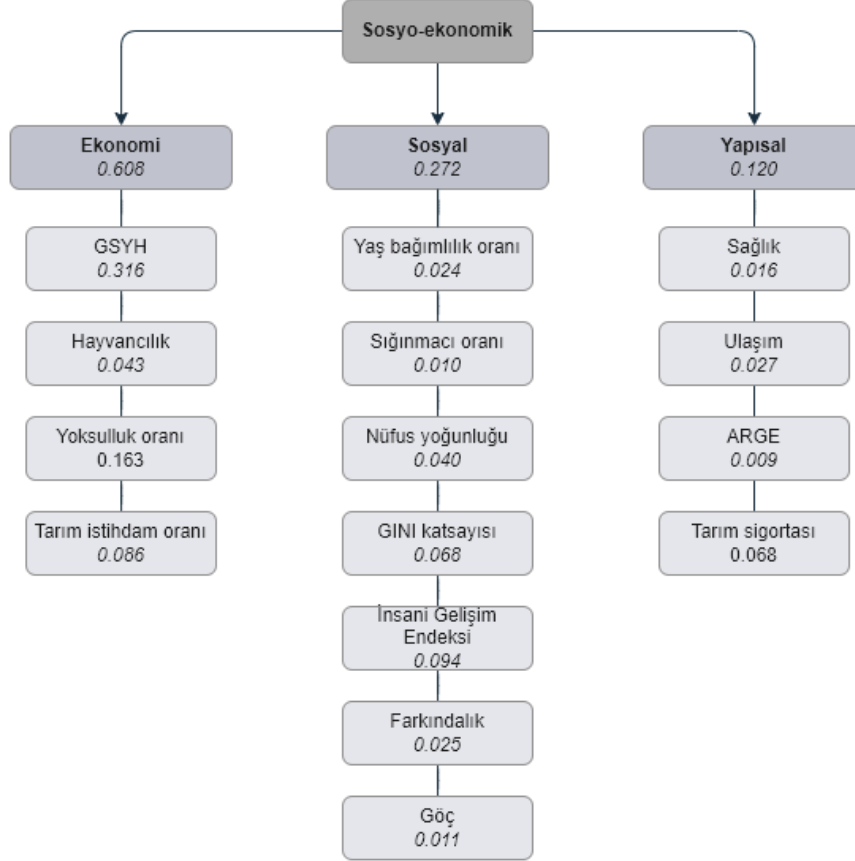 Sosyo-ekonomik
Ekonomi
0.608
GSYH
0.316
Hayvancılık
0.043
Yoksulluk oranı
0.163
Tarım istihdam oranı
0.086
Sosyal
0.272
Yaş bağımlılık oranı
0.024
Sığınmacı oranı
0.010
Nüfus yoğunluğu
0.040
GINI katsayısı
0.068
İnsani Gelişim
Endeksi
0.094
Farkındalık
0.025
Göç
0.011
Yapısal
0.120
Sağlık
0.016
Ulaşım
0.027
ARGE
0.009
Tarım sigortası
0.068